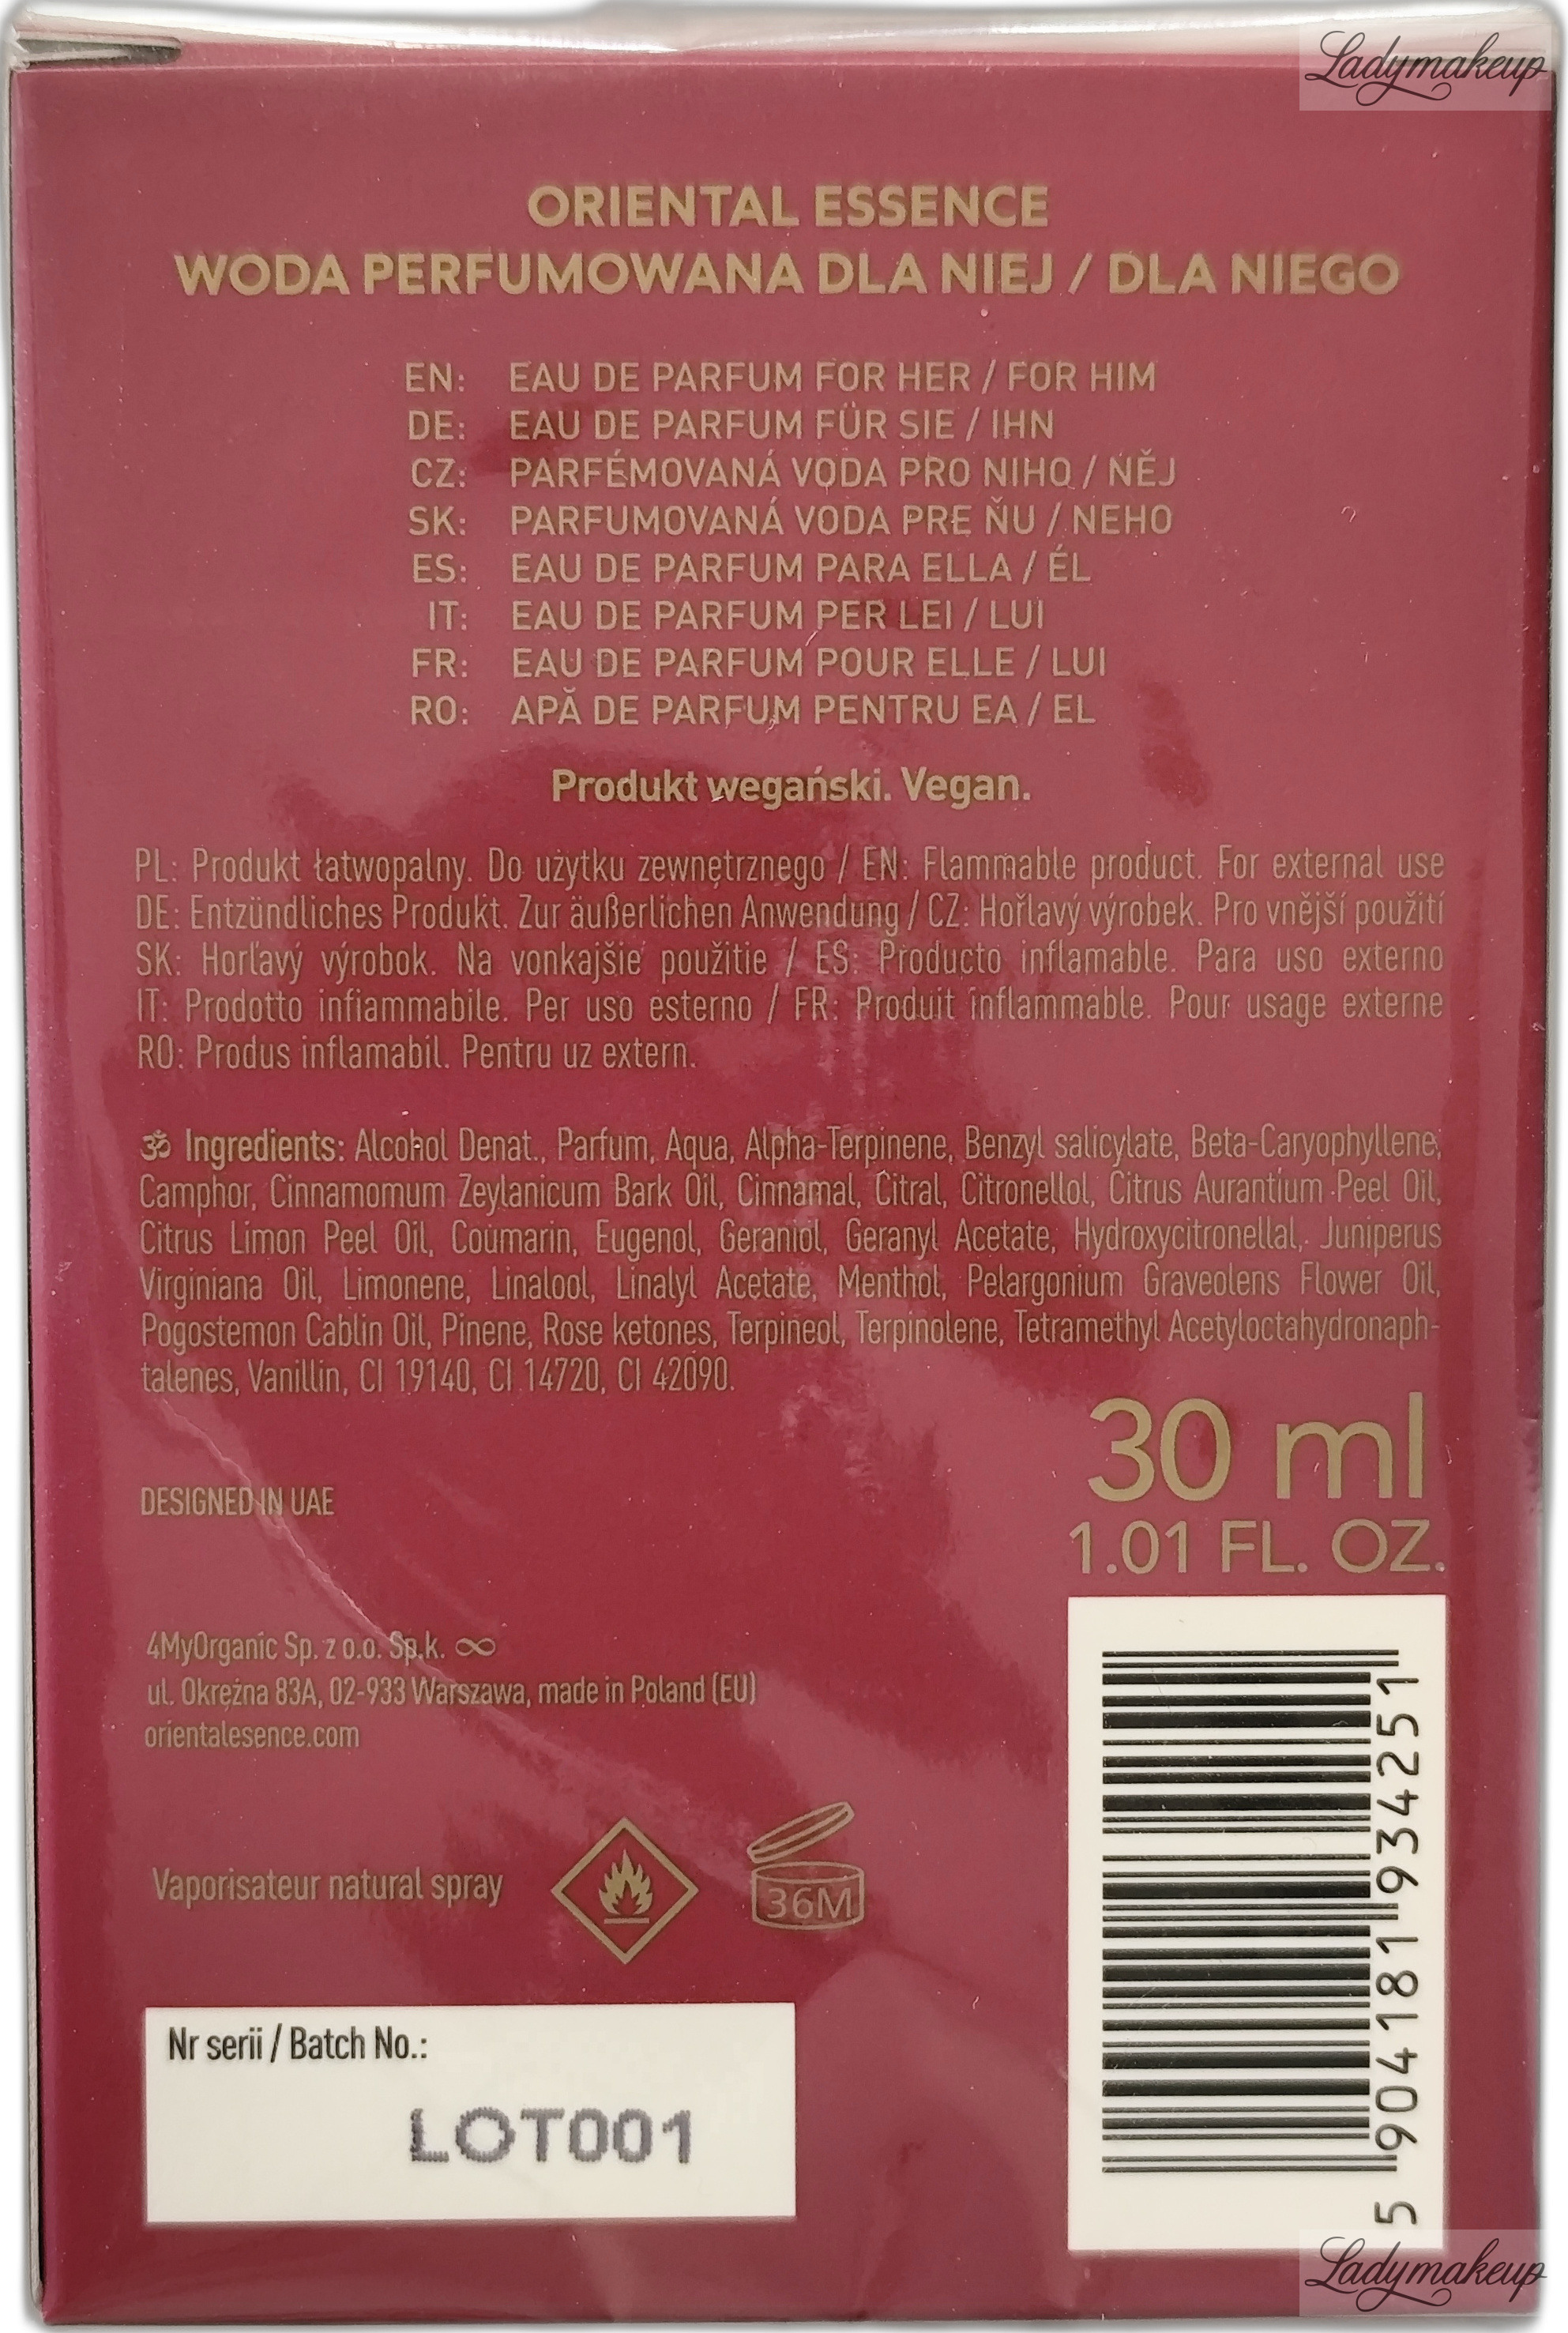 Ladymakeup
ORIENTAL ESSENCE
WODA PERFUMOWANA DLA NIEJ / DLA NIEGO
EN: EAU DE PARFUM FOR HER / FOR HIM
DE: EAU DE PARFUM FÜR SIE / IHN
CZ: PARFÉMOVANÁ VODA PRO NIHO / NĚJ
SK: PARFUMOVANÁ VODA PRE ŇU / NEHO
ES: EAU DE PARFUM PARA ELLA / ÉL
IT: EAU DE PARFUM PER LEI / LUI
FR: EAU DE PARFUM POUR ELLE / LUI
RO: APĂ DE PARFUM PENTRU EA / EL
Produkt wegański. Vegan.
PL: Produkt łatwopalny. Do użytku zewnętrznego / EN: Flammable product. For external use
DE: Entzündliches Produkt. Zur äußerlichen Anwendung / CZ: Hořlavý výrobek. Pro vnější použití
SK: Horľavý výrobok. Na vonkajšie použitie / ES: Producto inflamable. Para uso externo
IT: Prodotto infiammabile. Per uso esterno / FR: Produit inflammable. Pour usage externe
RO: Produs inflamabil. Pentru uz extern.
ॐ Ingredients: Alcohol Denat., Parfum, Aqua, Alpha-Terpinene, Benzyl salicylate, Beta-Caryophyllene,
Camphor, Cinnamomum Zeylanicum Bark Oil, Cinnamal, Citral, Citronellol, Citrus Aurantium Peel Oil,
Citrus Limon Peel Oil, Coumarin, Eugenol, Geraniol, Geranyl Acetate, Hydroxycitronellal, Juniperus
Virginiana Oil, Limonene, Linalool, Linalyl Acetate, Menthol, Pelargonium Graveolens Flower Oil,
Pogostemon Cablin Oil, Pinene, Rose ketones, Terpineol, Terpinolene, Tetramethyl Acetyloctahydronaph-
talenes, Vanillin, CI 19140, CI 14720, CI 42090.
30 ml
1.01 FL. OZ.
DESIGNED IN UAE
4MyOrganic Sp. z o.o. Sp.k. ∞
ul. Okrężna 83A, 02-933 Warszawa, made in Poland (EU)
orientalesence.com
Vaporisateur natural spray
36M
Nr serii / Batch No.:
LOT001
5 904181 934251
Ladymakeup